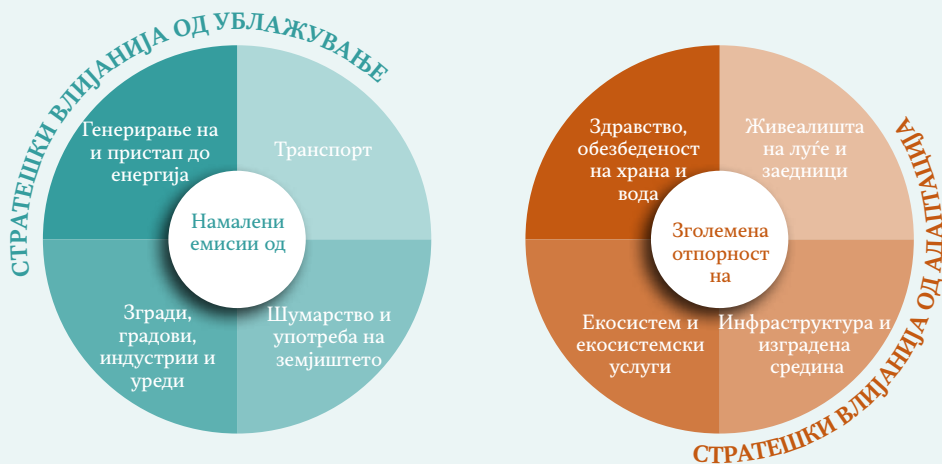 СТРАТЕШКИ ВЛИЈАНИЈА ОД УБЛАЖУВАЊЕ
Генерирање на
и пристап до
енергија
Транспорт
Намалени
емисии од
Згради,
градови,
индустрии и
уреди
Шумарство и
употреба на
земјиштето
СТРАТЕШКИ ВЛИЈАНИЈА ОД АДАПТАЦИЈА
Здравство,
обезбеденост
на храна и
вода
Живеалишта
на луѓе и
заедници
Зголемена
отпорност
на
Екосистем и
екосистемски
услуги
Инфраструктура и
изградена
средина